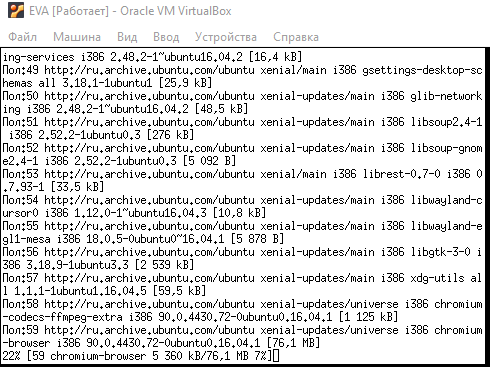 EVA [Работает] - Oracle VM VirtualBox
Файл Машина Вид Ввод Устройства Справка
ing-services i386 2.48.2-1~ubuntu16.04.2 [16,4 kB]
Пол:49 http://ru.archive.ubuntu.com/ubuntu xenial/main i386 gsettings-desktop-sc
hemas all 3.18.1-1ubuntu1 [25,9 kB]
Пол:50 http://ru.archive.ubuntu.com/ubuntu xenial-updates/main i386 glib-network
ing i386 2.48.2-1~ubuntu16.04.2 [48,5 kB]
Пол:51 http://ru.archive.ubuntu.com/ubuntu xenial-updates/main i386 libsoup2.4-1
i386 2.52.2-1ubuntu0.3 [276 kB]
Пол:52 http://ru.archive.ubuntu.com/ubuntu xenial-updates/main i386 libsoup-gnom
e2.4-1 i386 2.52.2-1ubuntu0.3 [5 092 B]
Пол:53 http://ru.archive.ubuntu.com/ubuntu xenial/main i386 librest-0.7-0 i386 0
.7.93-1 [33,5 kB]
Пол:54 http://ru.archive.ubuntu.com/ubuntu xenial-updates/main i386 libwayland-c
ursor0 i386 1.12.0-1~ubuntu16.04.3 [10,8 kB]
Пол:55 http://ru.archive.ubuntu.com/ubuntu xenial-updates/main i386 libwayland-e
gl1-mesa i386 18.0.5-0ubuntu0~16.04.1 [5 878 B]
Пол:56 http://ru.archive.ubuntu.com/ubuntu xenial-updates/main i386 libgtk-3-0 i
386 3.18.9-1ubuntu3.3 [2 539 kB]
Пол:57 http://ru.archive.ubuntu.com/ubuntu xenial-updates/main i386 xdg-utils al
l 1.1.1-1ubuntu1.16.04.5 [59,5 kB]
Пол:58 http://ru.archive.ubuntu.com/ubuntu xenial-updates/universe i386 chromium
-codecs-ffmpeg-extra i386 90.0.4430.72-0ubuntu0.16.04.1 [1 125 kB]
Пол:59 http://ru.archive.ubuntu.com/ubuntu xenial-updates/universe i386 chromium
-browser i386 90.0.4430.72-0ubuntu0.16.04.1 [76,1 MB]
22% [59 chromium-browser 5 360 kB/76,1 MB 7%]